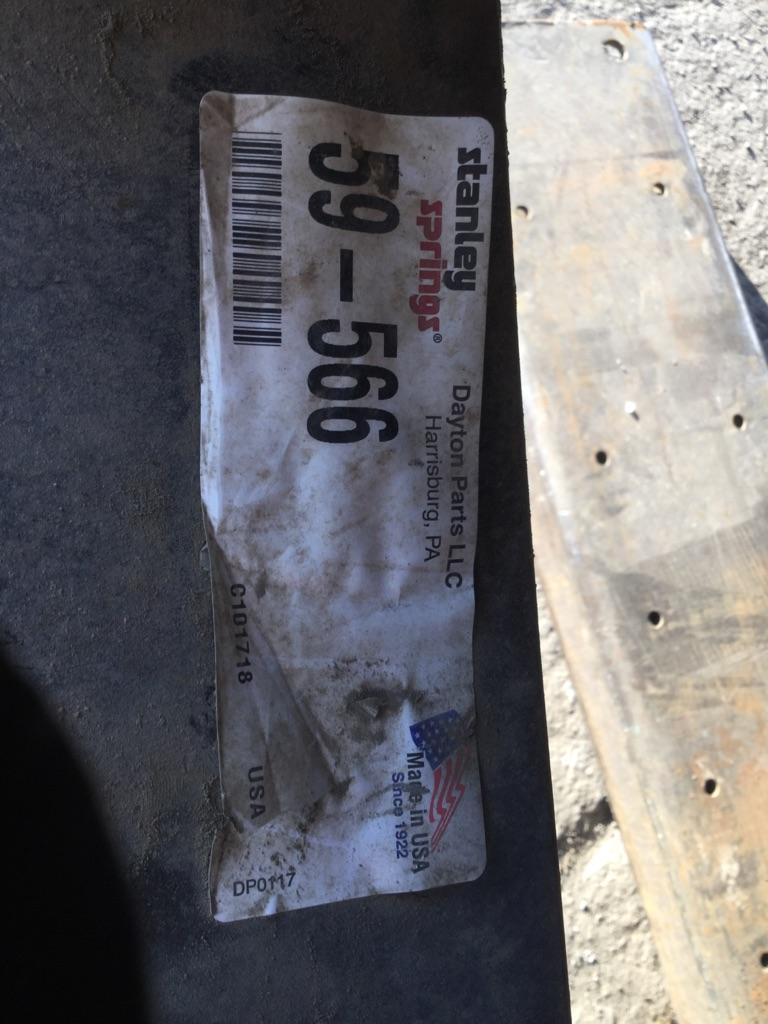 stanley
springs®
Dayton Parts LLC
Harrisburg, PA
59-566
Made in USA
Since 1922
C101718
USA
DP0117